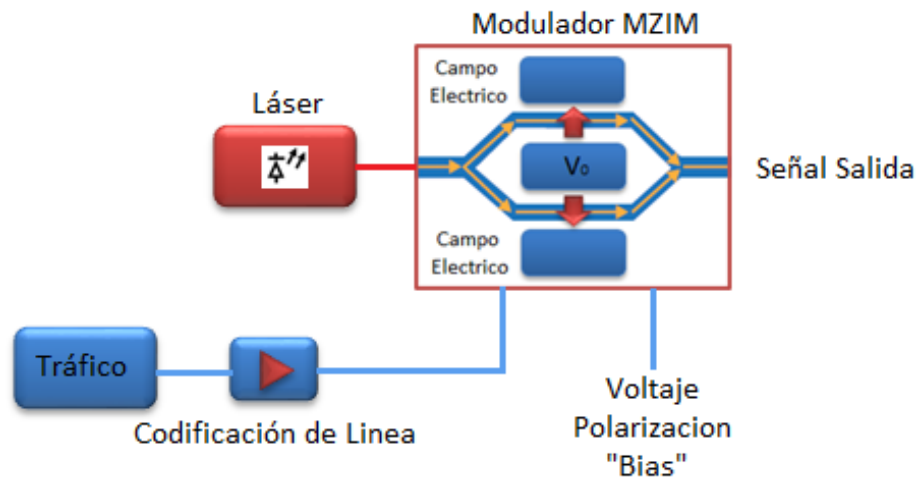 Modulador MZIM
Campo
Electrico
Láser
V₀
Señal Salida
Campo
Electrico
Tráfico
Codificación de Linea
Voltaje
Polarizacion
"Bias"